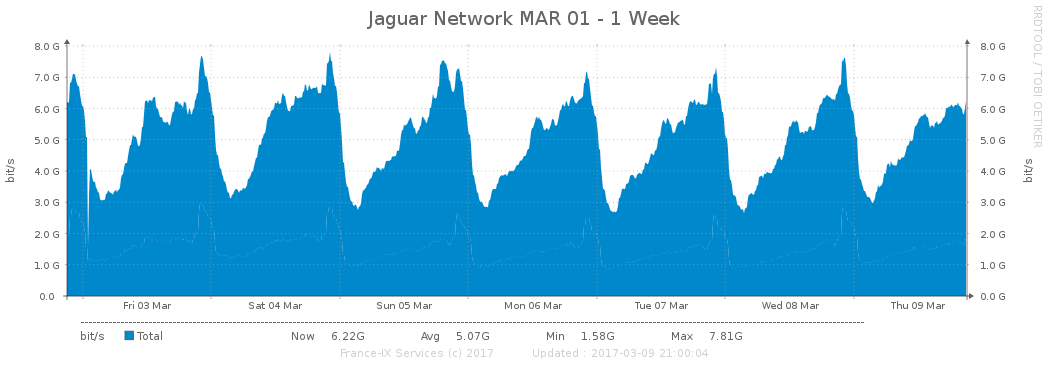 Jaguar Network MAR 01 - 1 Week
RRDTOOL / TOBI OETIKER
bit/s
8.0 G 8.0 G
7.0 G 7.0 G
6.0 G 6.0 G
5.0 G 5.0 G
4.0 G 4.0 G
3.0 G 3.0 G
2.0 G 2.0 G
1.0 G 1.0 G
0.0 0.0 G
bit/s
Fri 03 Mar Sat 04 Mar Sun 05 Mar Mon 06 Mar Tue 07 Mar Wed 08 Mar Thu 09 Mar
bit/s Total Now 6.22G Avg 5.07G Min 1.58G Max 7.81G
France-IX Services (c) 2017 Updated : 2017-03-09 21:00:04